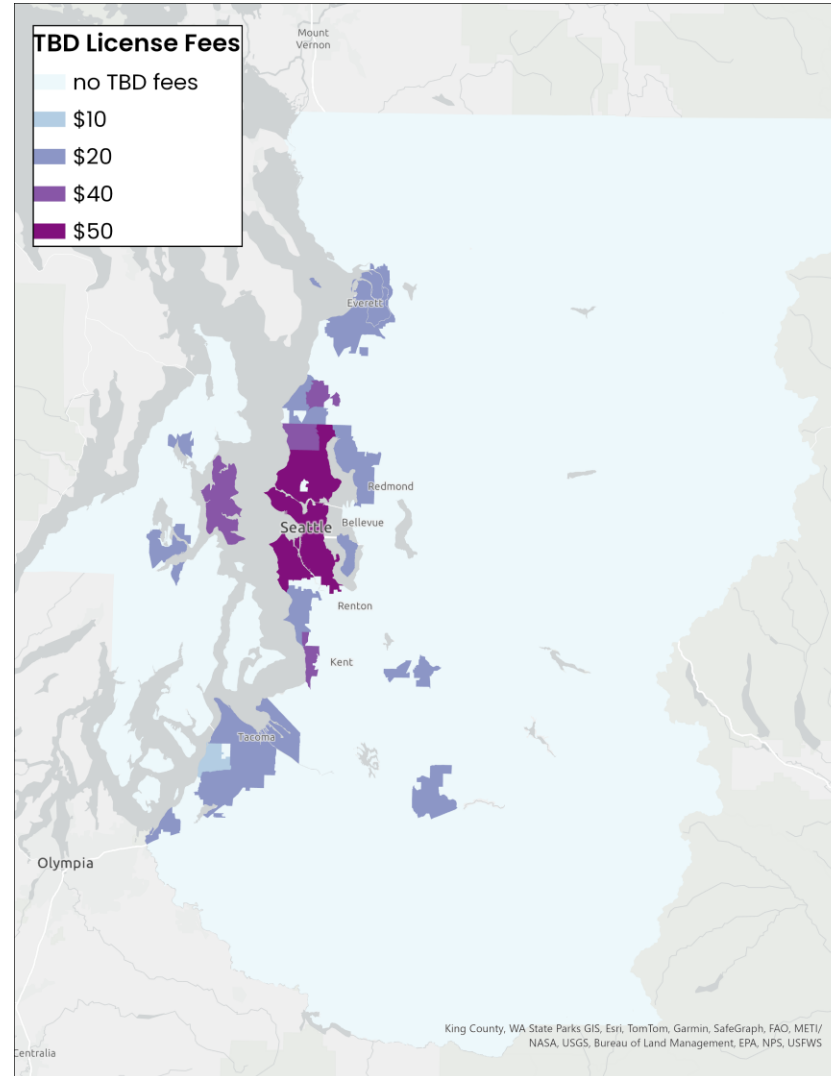 TBD License Fees
no TBD fees
$10
$20
$40
$50
Mount
Vernon
Everett
Redmond
Bellevue
Seattle
Renton
Kent
Tacoma
Olympia
Centralia
King County, WA State Parks GIS, Esri, TomTom, Garmin, SafeGraph, FAO, METI/
NASA, USGS, Bureau of Land Management, EPA, NPS, USFWS